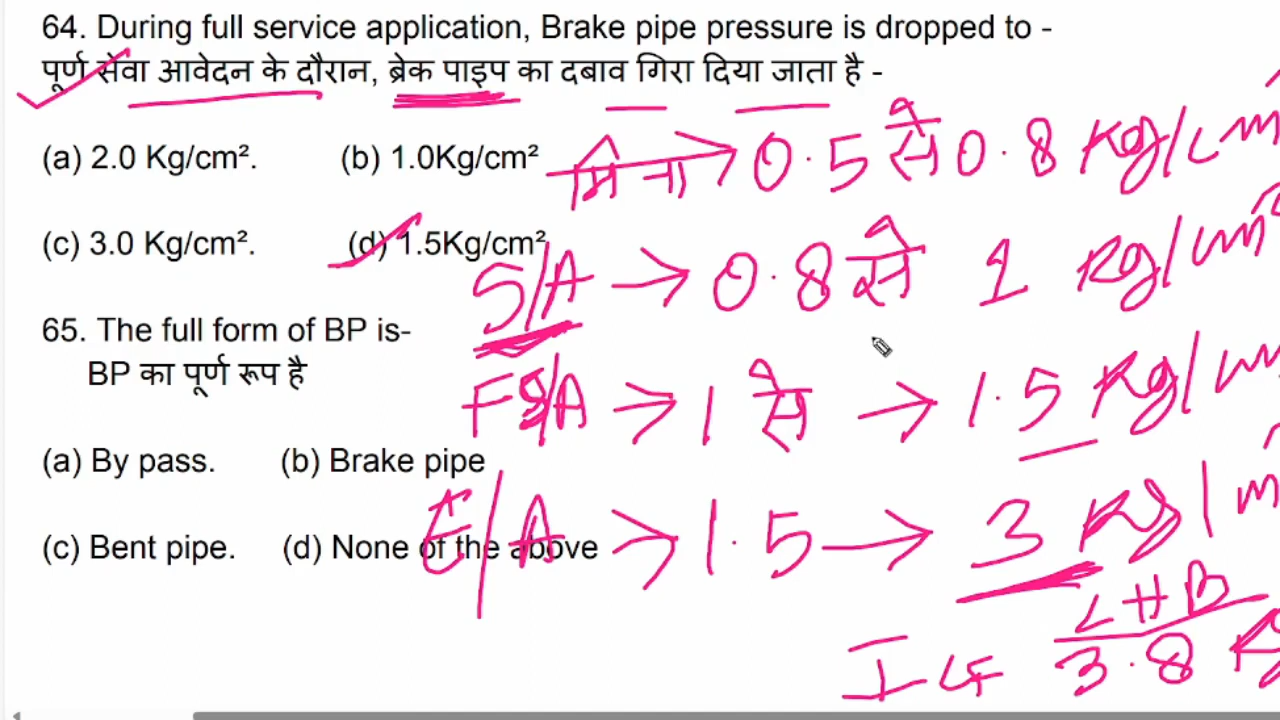 64. During full service application, Brake pipe pressure is dropped to -
पूर्ण सेवा आवेदन के दौरान, ब्रेक पाइप का दबाव गिरा दिया जाता है -
(a) 2.0 Kg/cm². (b) 1.0Kg/cm² मिना → 0.5 से 0.8 Kg/cm
(c) 3.0 Kg/cm². (d) 1.5Kg/cm²
S/A → 0.8 से 1 Kg/cm²
65. The full form of BP is-
BP का पूर्ण रूप है
FS/A → 1 से → 1.5 Kg/cm
(a) By pass. (b) Brake pipe
(c) Bent pipe. (d) None of the above
E/A → 1.5 → 3 Kg/m
LHB
3.8 K